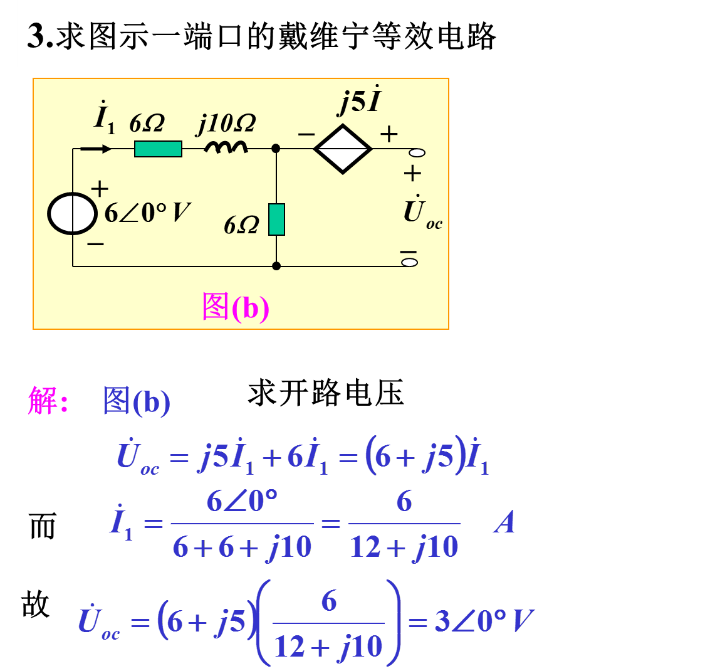 3.求图示一端口的戴维宁等效电路
İ₁ 6Ω j10Ω − j5İ +
+ 6∠0° V − 6Ω + U̇oc −
图(b)
解: 图(b) 求开路电压
U̇oc = j5İ₁ + 6İ₁ = (6 + j5)İ₁
而 İ₁ = 6∠0° / 6 + 6 + j10 = 6 / 12 + j10 A
故 U̇oc = (6 + j5)(6 / 12 + j10) = 3∠0° V